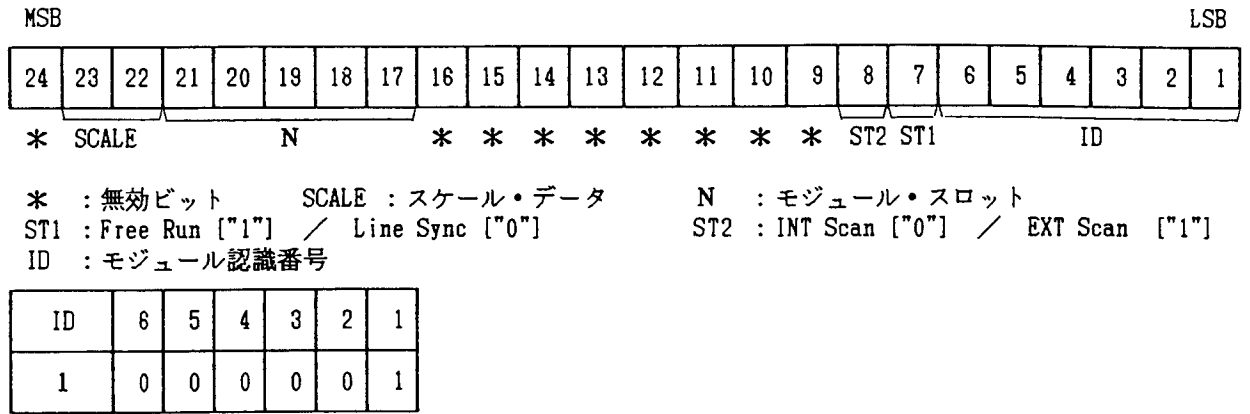 MSB LSB
24 23 22 21 20 19 18 17 16 15 14 13 12 11 10 9 8 7 6 5 4 3 2 1
* SCALE N * * * * * * * * ST2 ST1 ID
* :無効ビット SCALE :スケール・データ N :モジュール・スロット
ST1 :Free Run ["1"] / Line Sync ["0"] ST2 :INT Scan ["0"] / EXT Scan ["1"]
ID :モジュール認識番号
ID 6 5 4 3 2 1
1 0 0 0 0 0 1